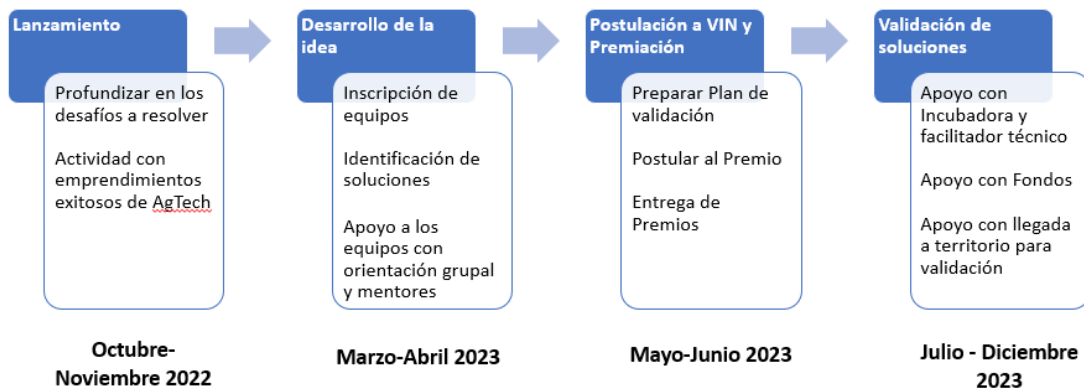 Lanzamiento
Profundizar en los
desafíos a resolver
Actividad con
emprendimientos
exitosos de AgTech
Octubre-
Noviembre 2022
Desarrollo de la
idea
Inscripción de
equipos
Identificación de
soluciones
Apoyo a los
equipos con
orientación grupal
y mentores
Marzo-Abril 2023
Postulación a VIN y
Premiación
Preparar Plan de
validación
Postular al Premio
Entrega de
Premios
Mayo-Junio 2023
Validación de
soluciones
Apoyo con
Incubadora y
facilitador técnico
Apoyo con Fondos
Apoyo con llegada
a territorio para
validación
Julio - Diciembre
2023